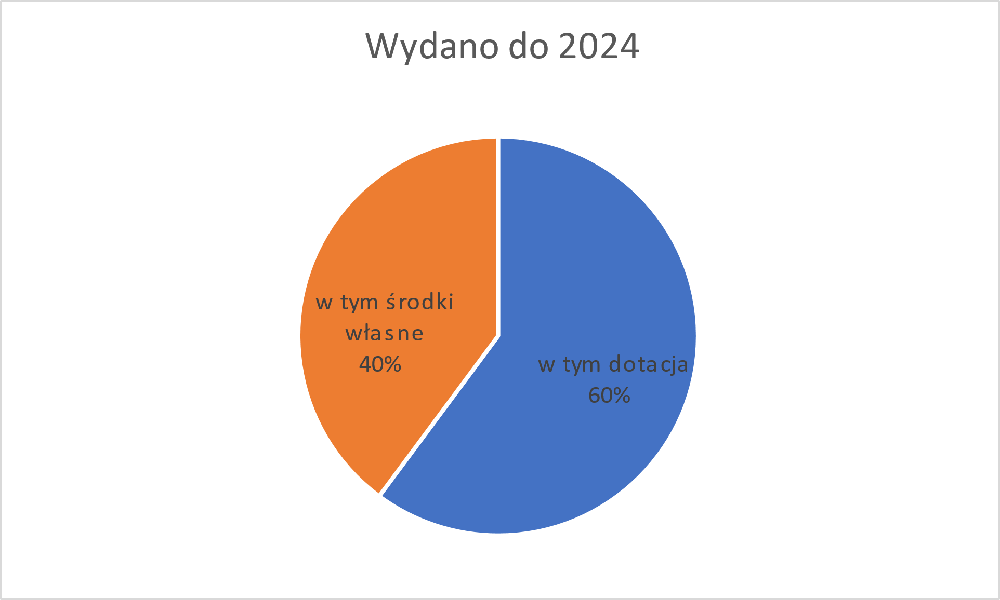 Wydano do 2024
w tym środki
własne
40%
w tym dotacja
60%